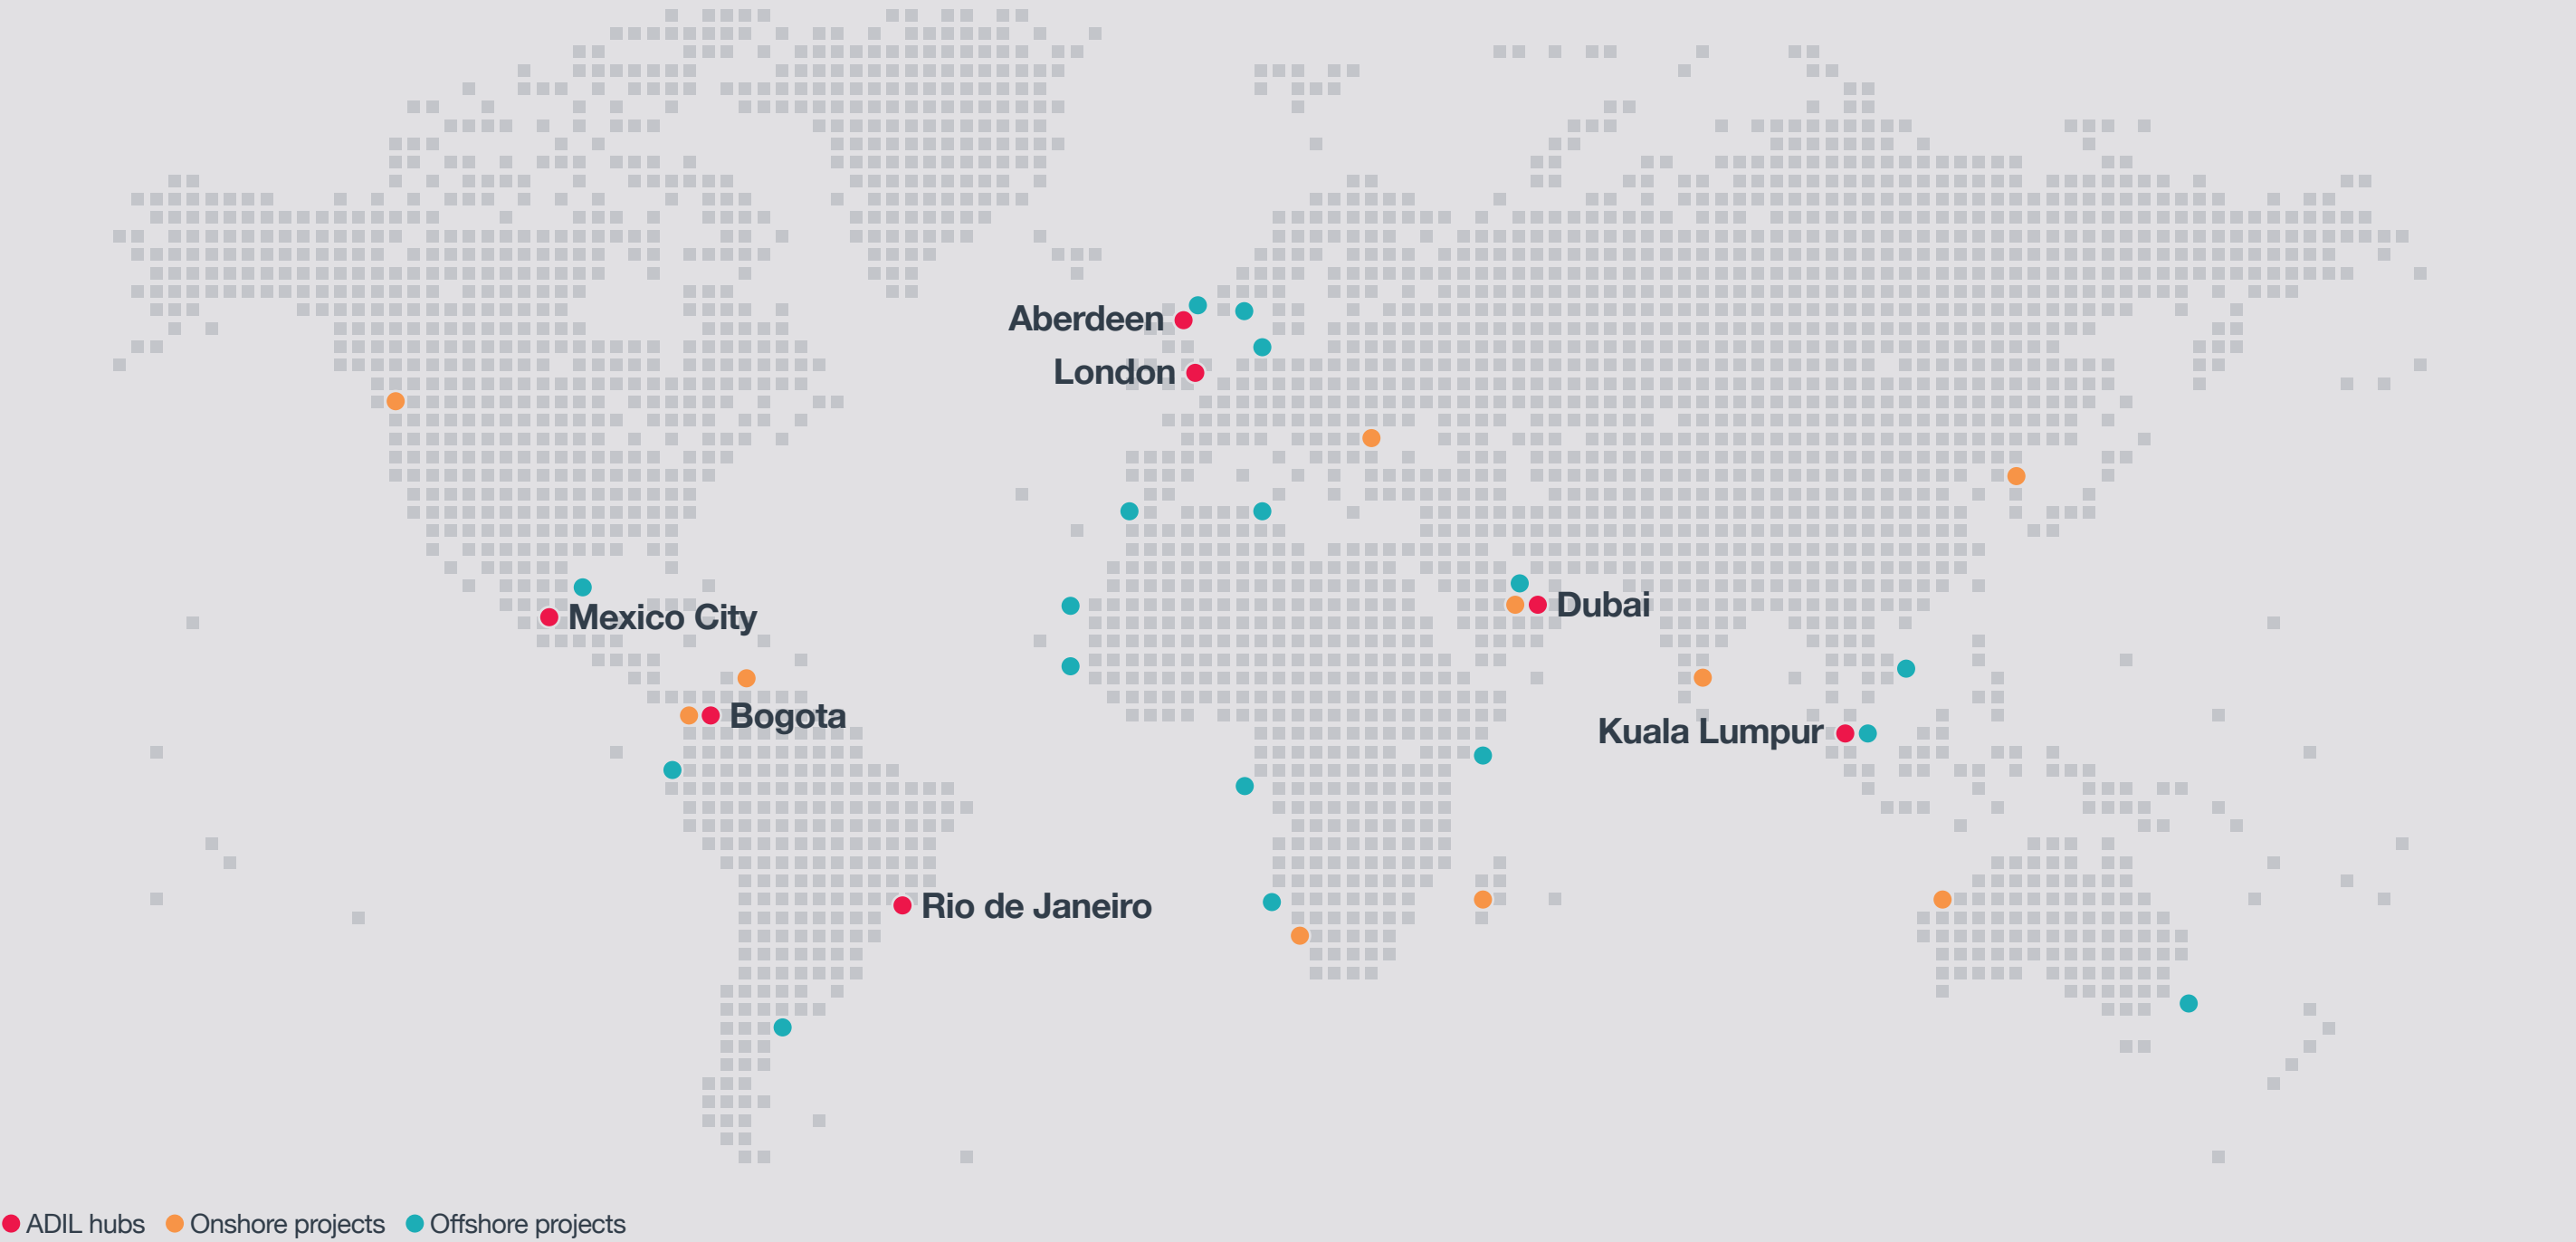 Aberdeen
London
Mexico City
Dubai
Bogota
Kuala Lumpur
Rio de Janeiro
ADIL hubs
Onshore projects
Offshore projects